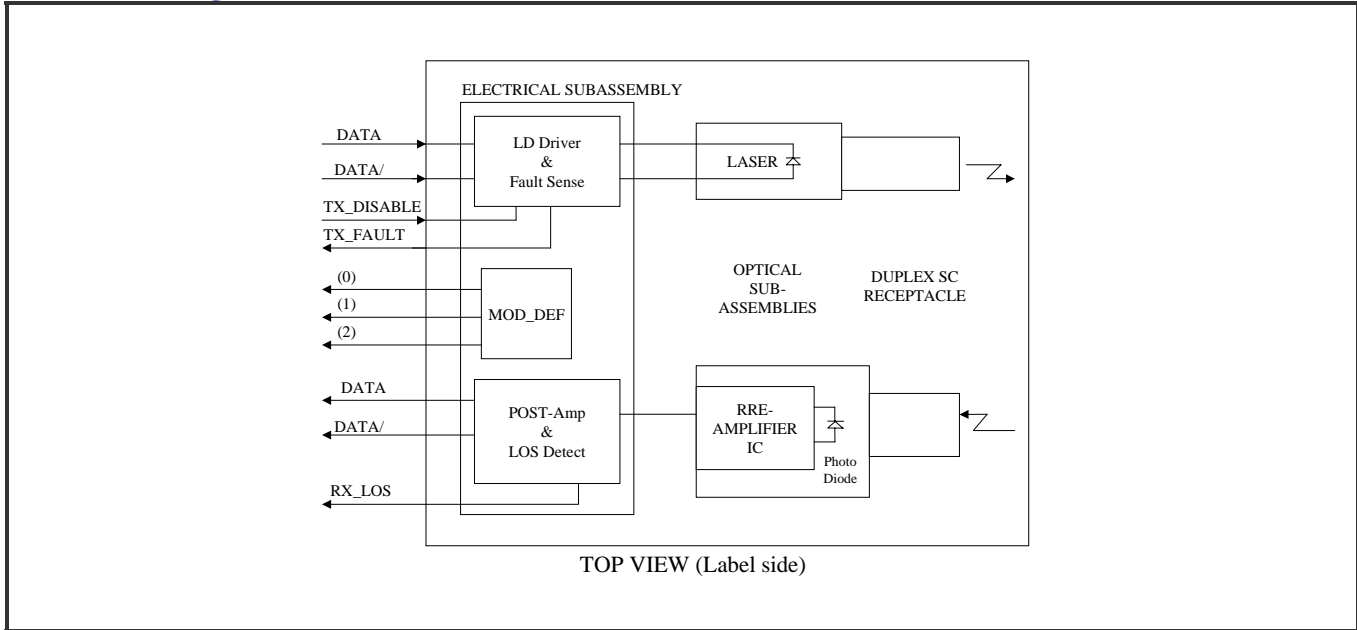 ELECTRICAL SUBASSEMBLY
DATA
DATA/
TX_DISABLE
TX_FAULT
LD Driver
&
Fault Sense
LASER
(0)
(1)
(2)
MOD_DEF
OPTICAL
SUB-
ASSEMBLIES
DUPLEX SC
RECEPTACLE
DATA
DATA/
RX_LOS
POST-Amp
&
LOS Detect
RRE-
AMPLIFIER
IC
Photo
Diode
TOP VIEW (Label side)